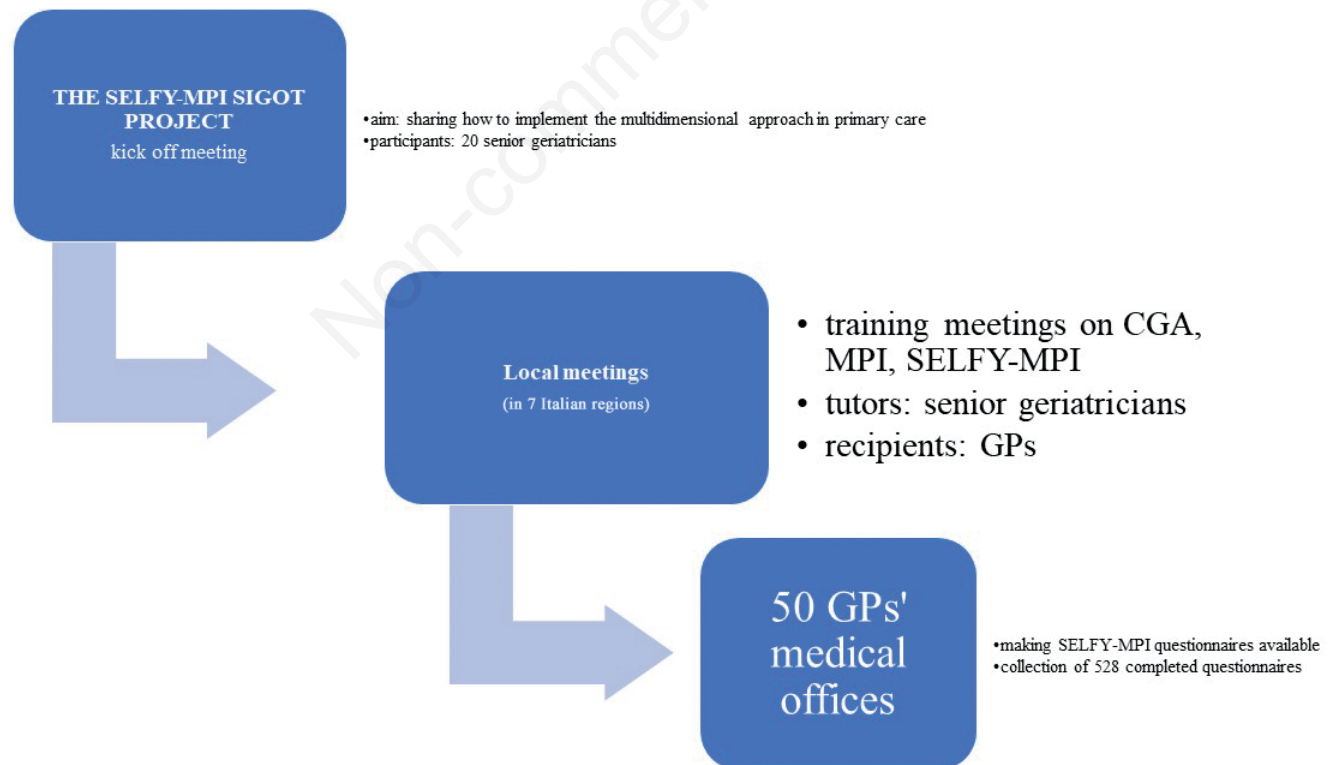 THE SELFY-MPI SIGOT
PROJECT
kick off meeting
•aim: sharing how to implement the multidimensional approach in primary care
•participants: 20 senior geriatricians
Local meetings
(in 7 Italian regions)
• training meetings on CGA,
MPI, SELFY-MPI
• tutors: senior geriatricians
• recipients: GPs
50 GPs'
medical
offices
•making SELFY-MPI questionnaires available
•collection of 528 completed questionnaires
Non-commer